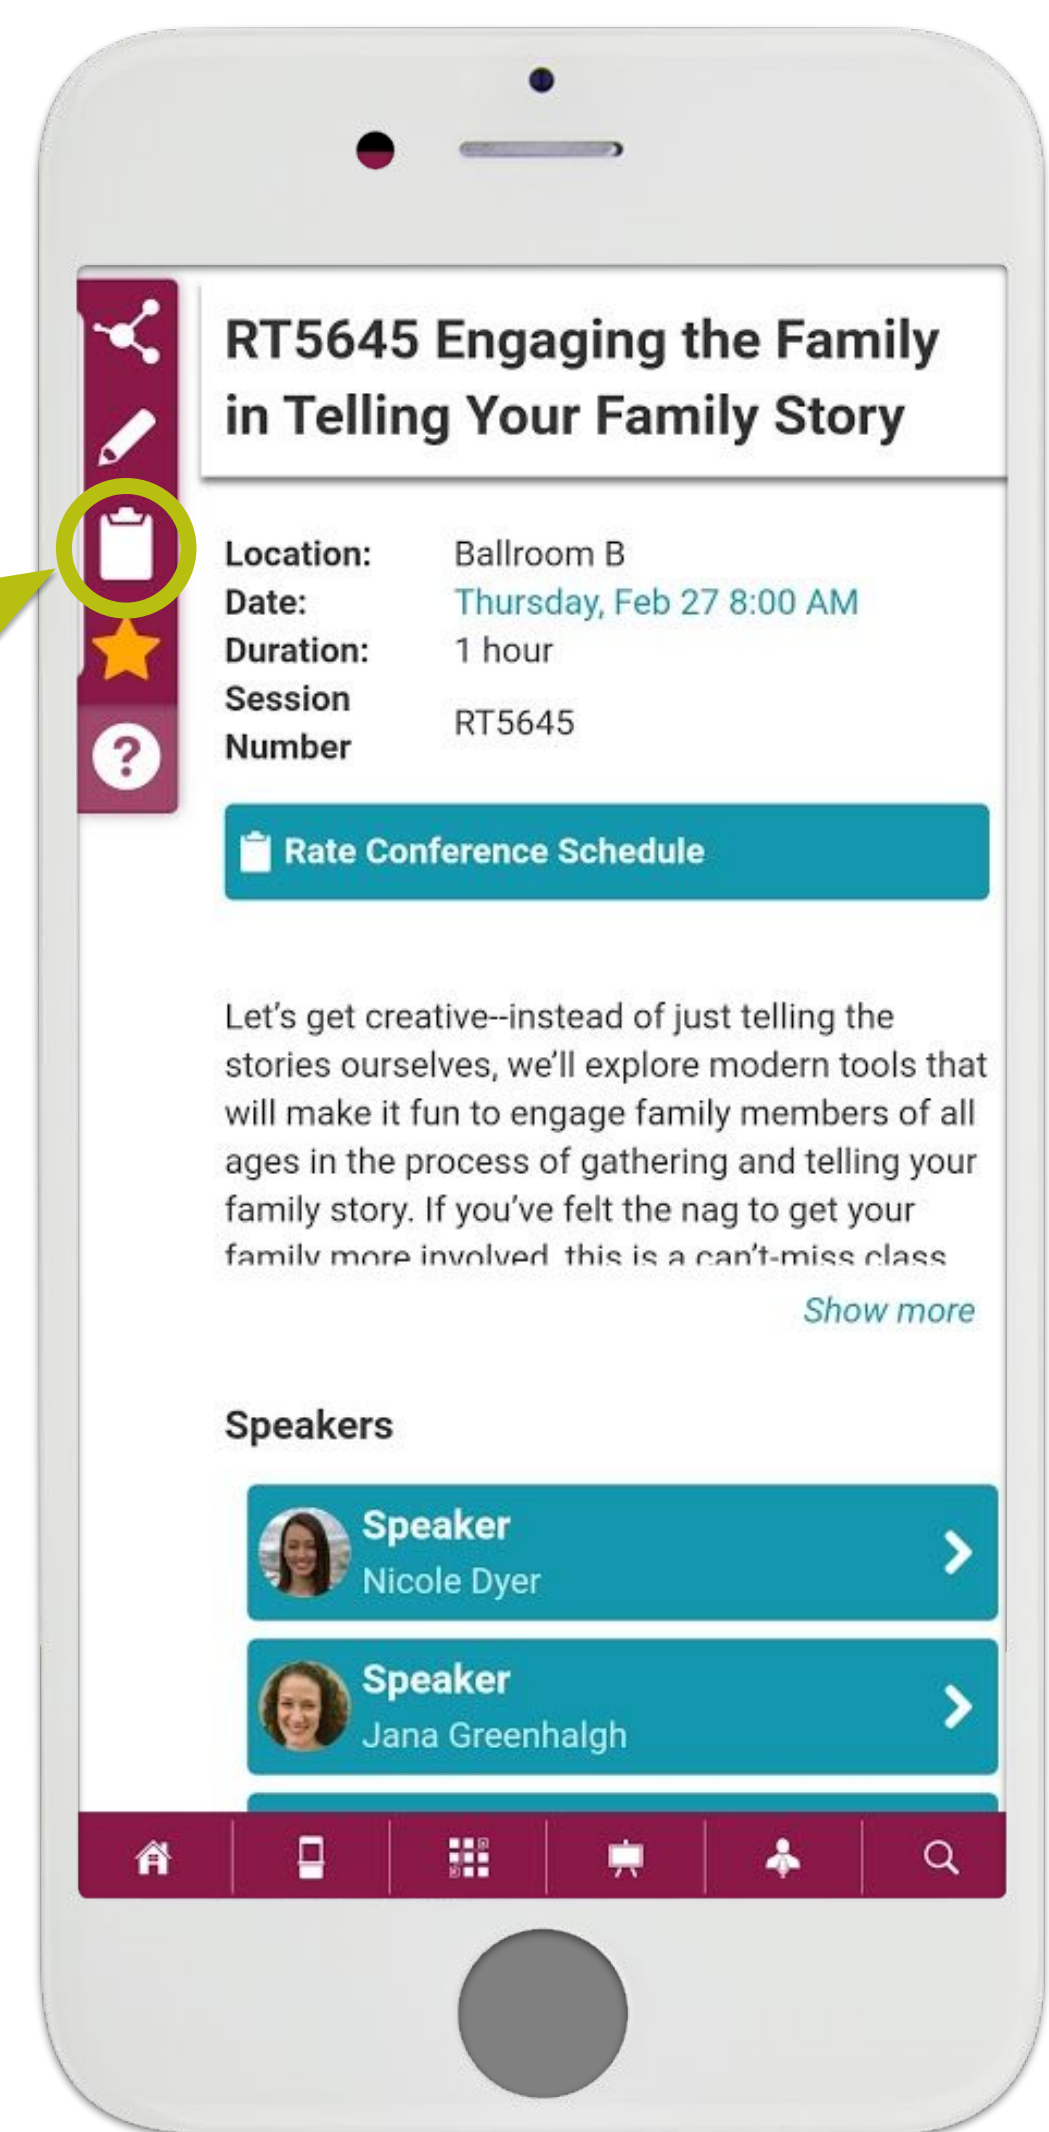 RT5645 Engaging the Family
in Telling Your Family Story
Location: Ballroom B
Date: Thursday, Feb 27 8:00 AM
Duration: 1 hour
Session
Number RT5645
Rate Conference Schedule
Let's get creative--instead of just telling the
stories ourselves, we'll explore modern tools that
will make it fun to engage family members of all
ages in the process of gathering and telling your
family story. If you've felt the nag to get your
family more involved, this is a can't-miss class
Show more
Speakers
Speaker
Nicole Dyer
Speaker
Jana Greenhalgh